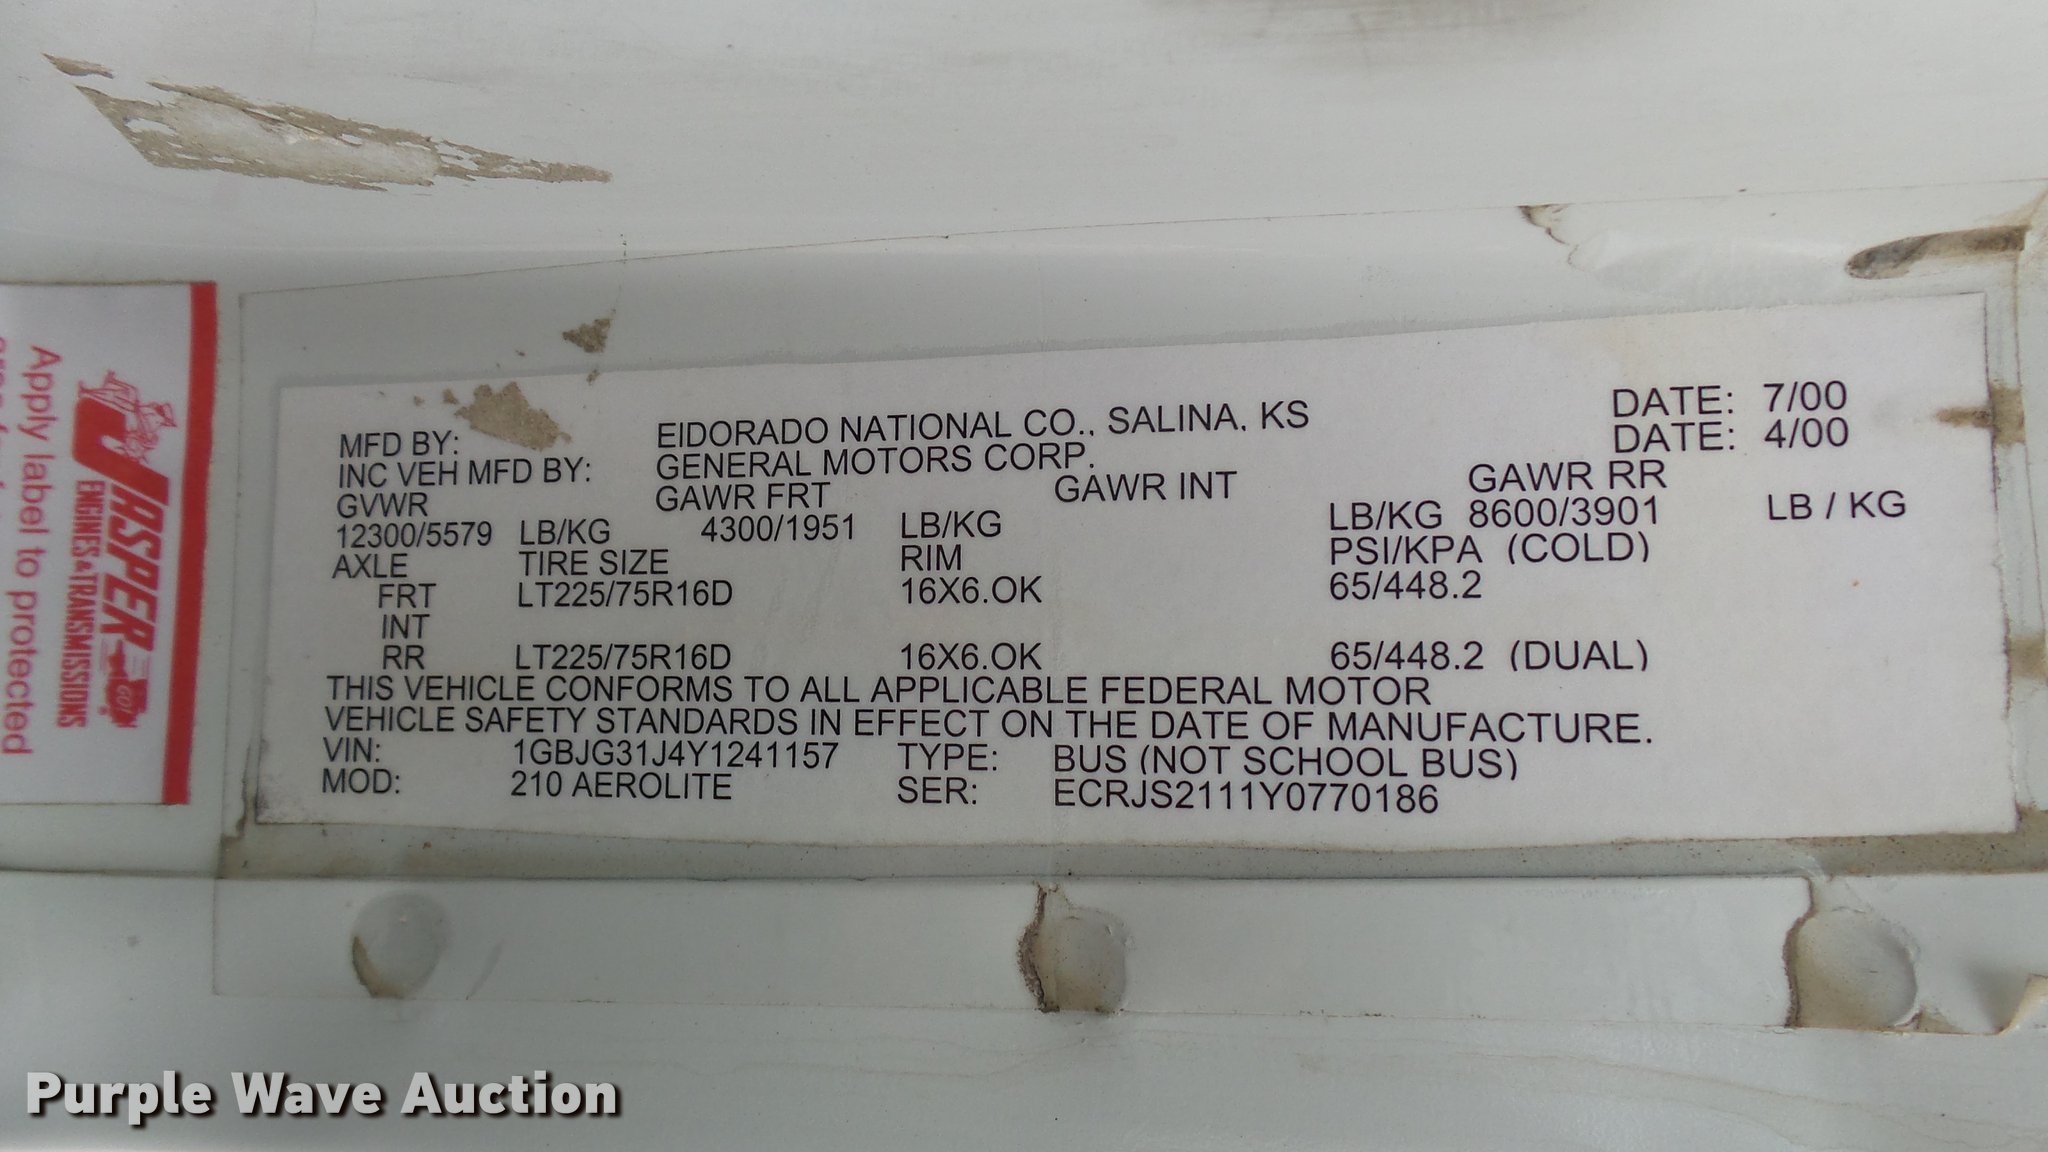 MFD BY: ElDORADO NATIONAL CO., SALINA, KS DATE: 7/00
INC VEH MFD BY: GENERAL MOTORS CORP. DATE: 4/00
GVWR GAWR FRT GAWR INT GAWR RR
12300/5579 LB/KG 4300/1951 LB/KG LB/KG 8600/3901 LB / KG
AXLE TIRE SIZE RIM PSI/KPA (COLD)
FRT LT225/75R16D 16X6.OK 65/448.2
INT
RR LT225/75R16D 16X6.OK 65/448.2 (DUAL)
THIS VEHICLE CONFORMS TO ALL APPLICABLE FEDERAL MOTOR
VEHICLE SAFETY STANDARDS IN EFFECT ON THE DATE OF MANUFACTURE.
VIN: 1GBJG31J4Y1241157 TYPE: BUS (NOT SCHOOL BUS)
MOD: 210 AEROLITE SER: ECRJS2111Y0770186
JASPER
ENGINES & TRANSMISSIONS
GO!
Apply label to protected
Purple Wave Auction